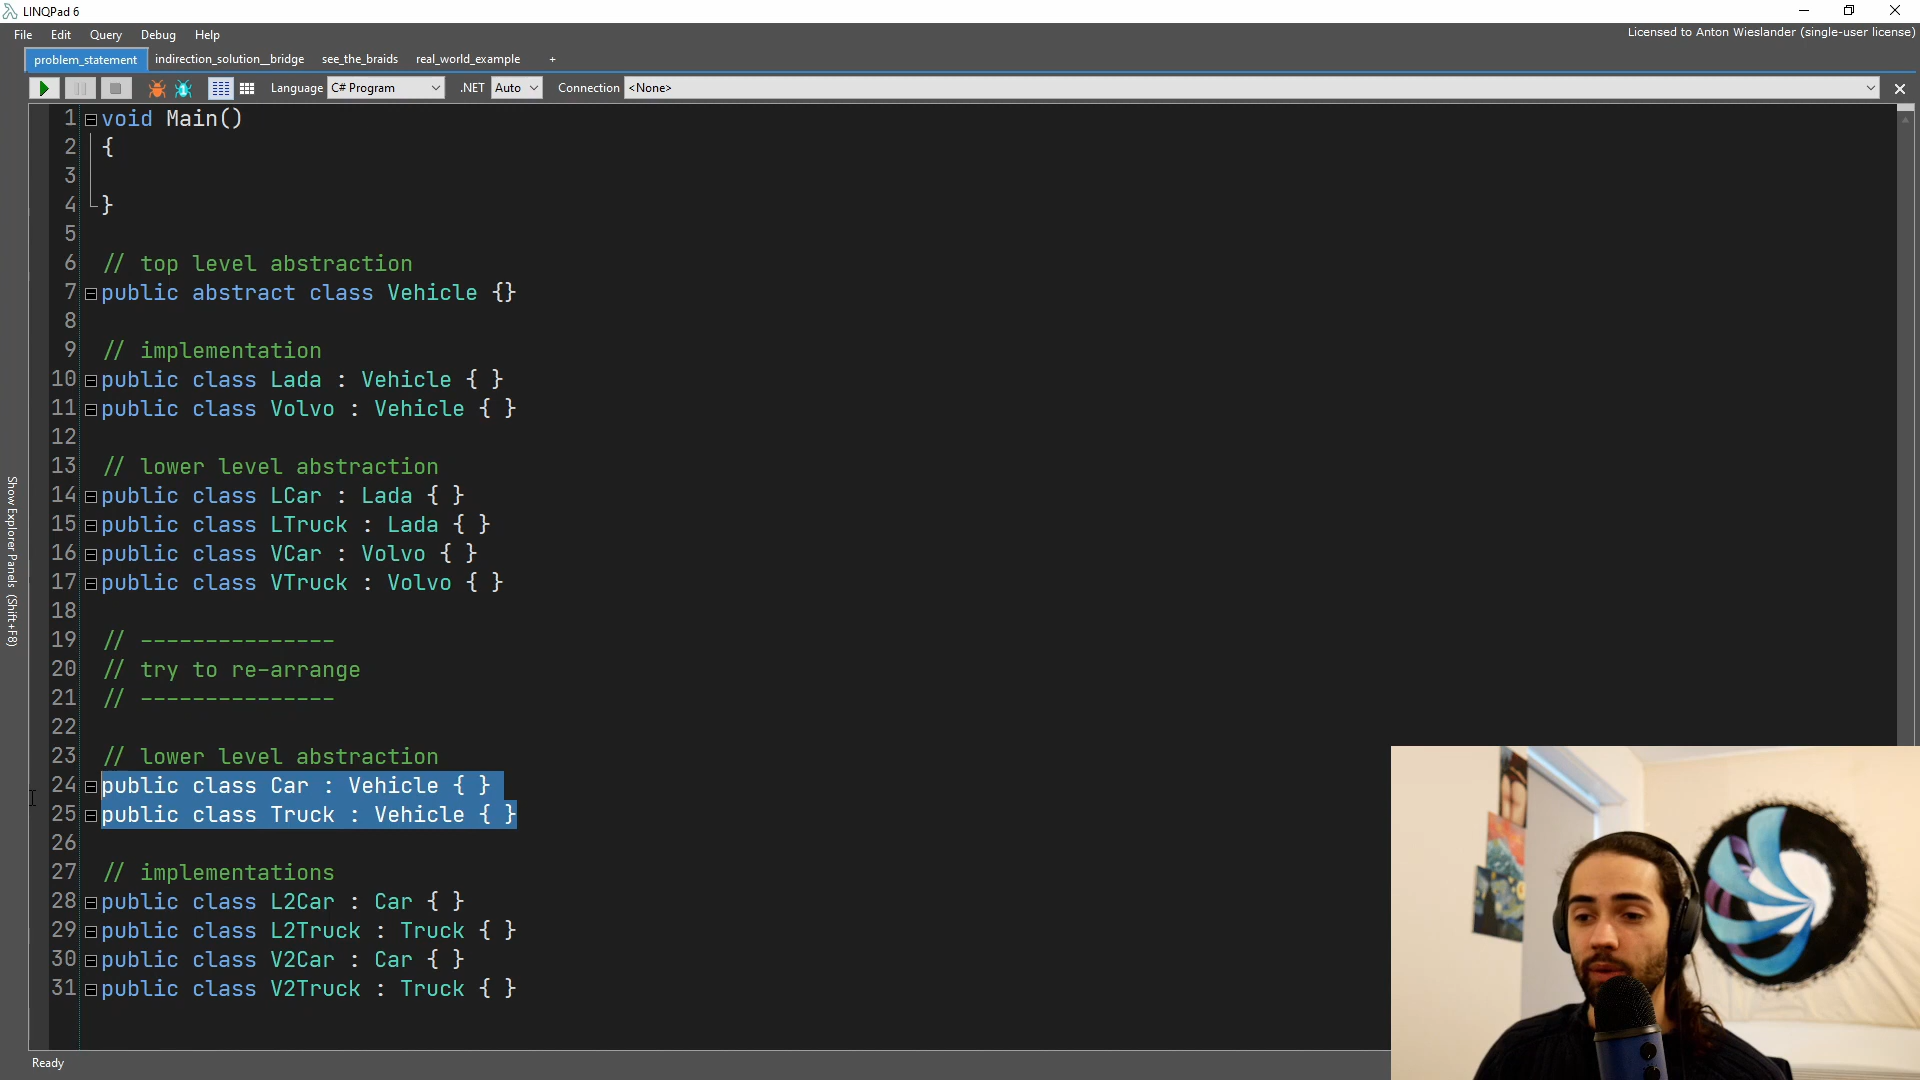 LINQPad 6
File Edit Query Debug Help
Licensed to Anton Wieslander (single-user license)
problem_statement indirection_solution__bridge see_the_braids real_world_example +
Language C# Program .NET Auto Connection <None>
1 void Main()
2 {
3
4 }
5
6 // top level abstraction
7 public abstract class Vehicle {}
8
9 // implementation
10 public class Lada : Vehicle { }
11 public class Volvo : Vehicle { }
12
13 // lower level abstraction
14 public class LCar : Lada { }
15 public class LTruck : Lada { }
16 public class VCar : Volvo { }
17 public class VTruck : Volvo { }
18
19 // ---------------
20 // try to re-arrange
21 // ---------------
22
23 // lower level abstraction
24 public class Car : Vehicle { }
25 public class Truck : Vehicle { }
26
27 // implementations
28 public class L2Car : Car { }
29 public class L2Truck : Truck { }
30 public class V2Car : Car { }
31 public class V2Truck : Truck { }
Show Explorer Panels (Shift+F8)
Ready